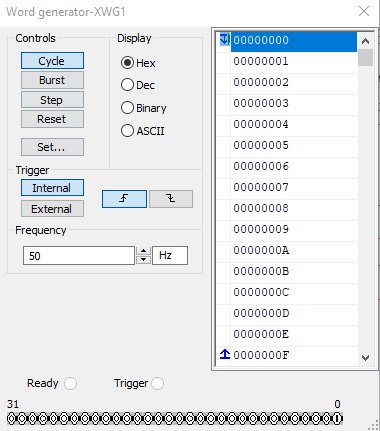 Word generator-XWG1
Controls
Cycle
Burst
Step
Reset
Set...
Display
Hex
Dec
Binary
ASCII
Trigger
Internal
External
Frequency
50 Hz
00000000
00000001
00000002
00000003
00000004
00000005
00000006
00000007
00000008
00000009
0000000A
0000000B
0000000C
0000000D
0000000E
0000000F
Ready Trigger
31 0